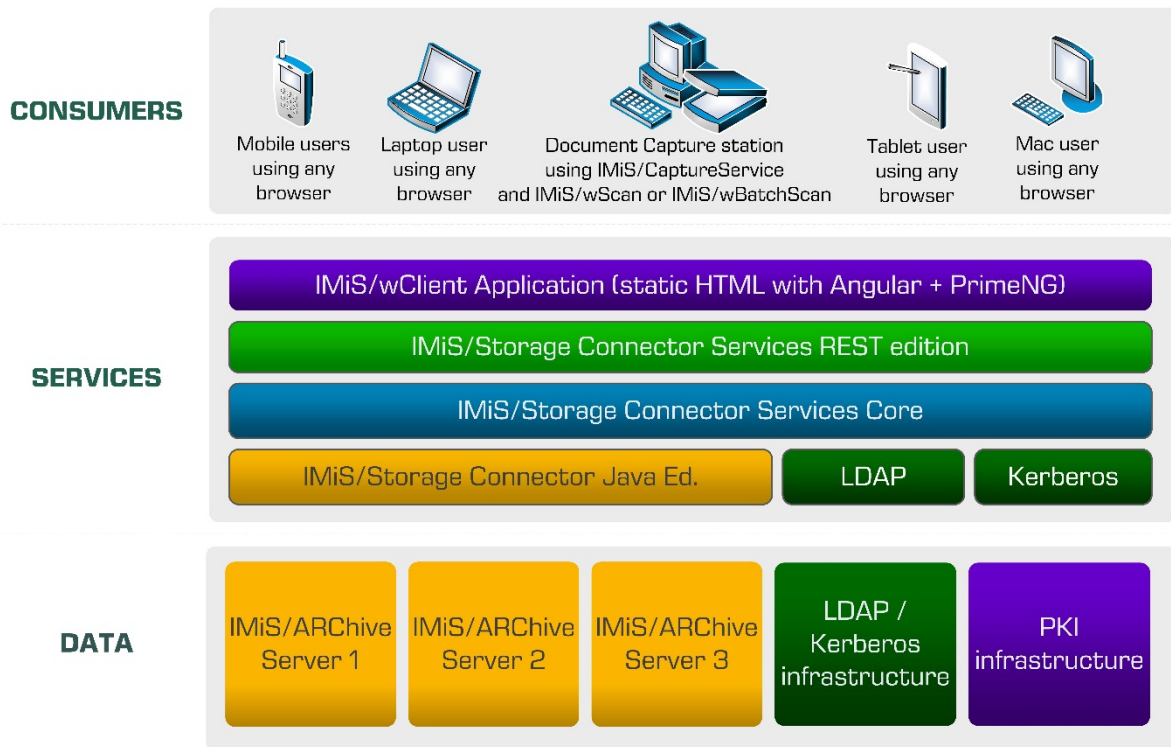 CONSUMERS
Mobile users
using any
browser
Laptop user
using any
browser
Document Capture station
using IMiS/CaptureService
and IMiS/wScan or IMiS/wBatchScan
Tablet user
using any
browser
Mac user
using any
browser
SERVICES
IMiS/wClient Application (static HTML with Angular + PrimeNG)
IMiS/Storage Connector Services REST edition
IMiS/Storage Connector Services Core
IMiS/Storage Connector Java Ed.
LDAP
Kerberos
DATA
IMiS/ARChive
Server 1
IMiS/ARChive
Server 2
IMiS/ARChive
Server 3
LDAP /
Kerberos
infrastructure
PKI
infrastructure